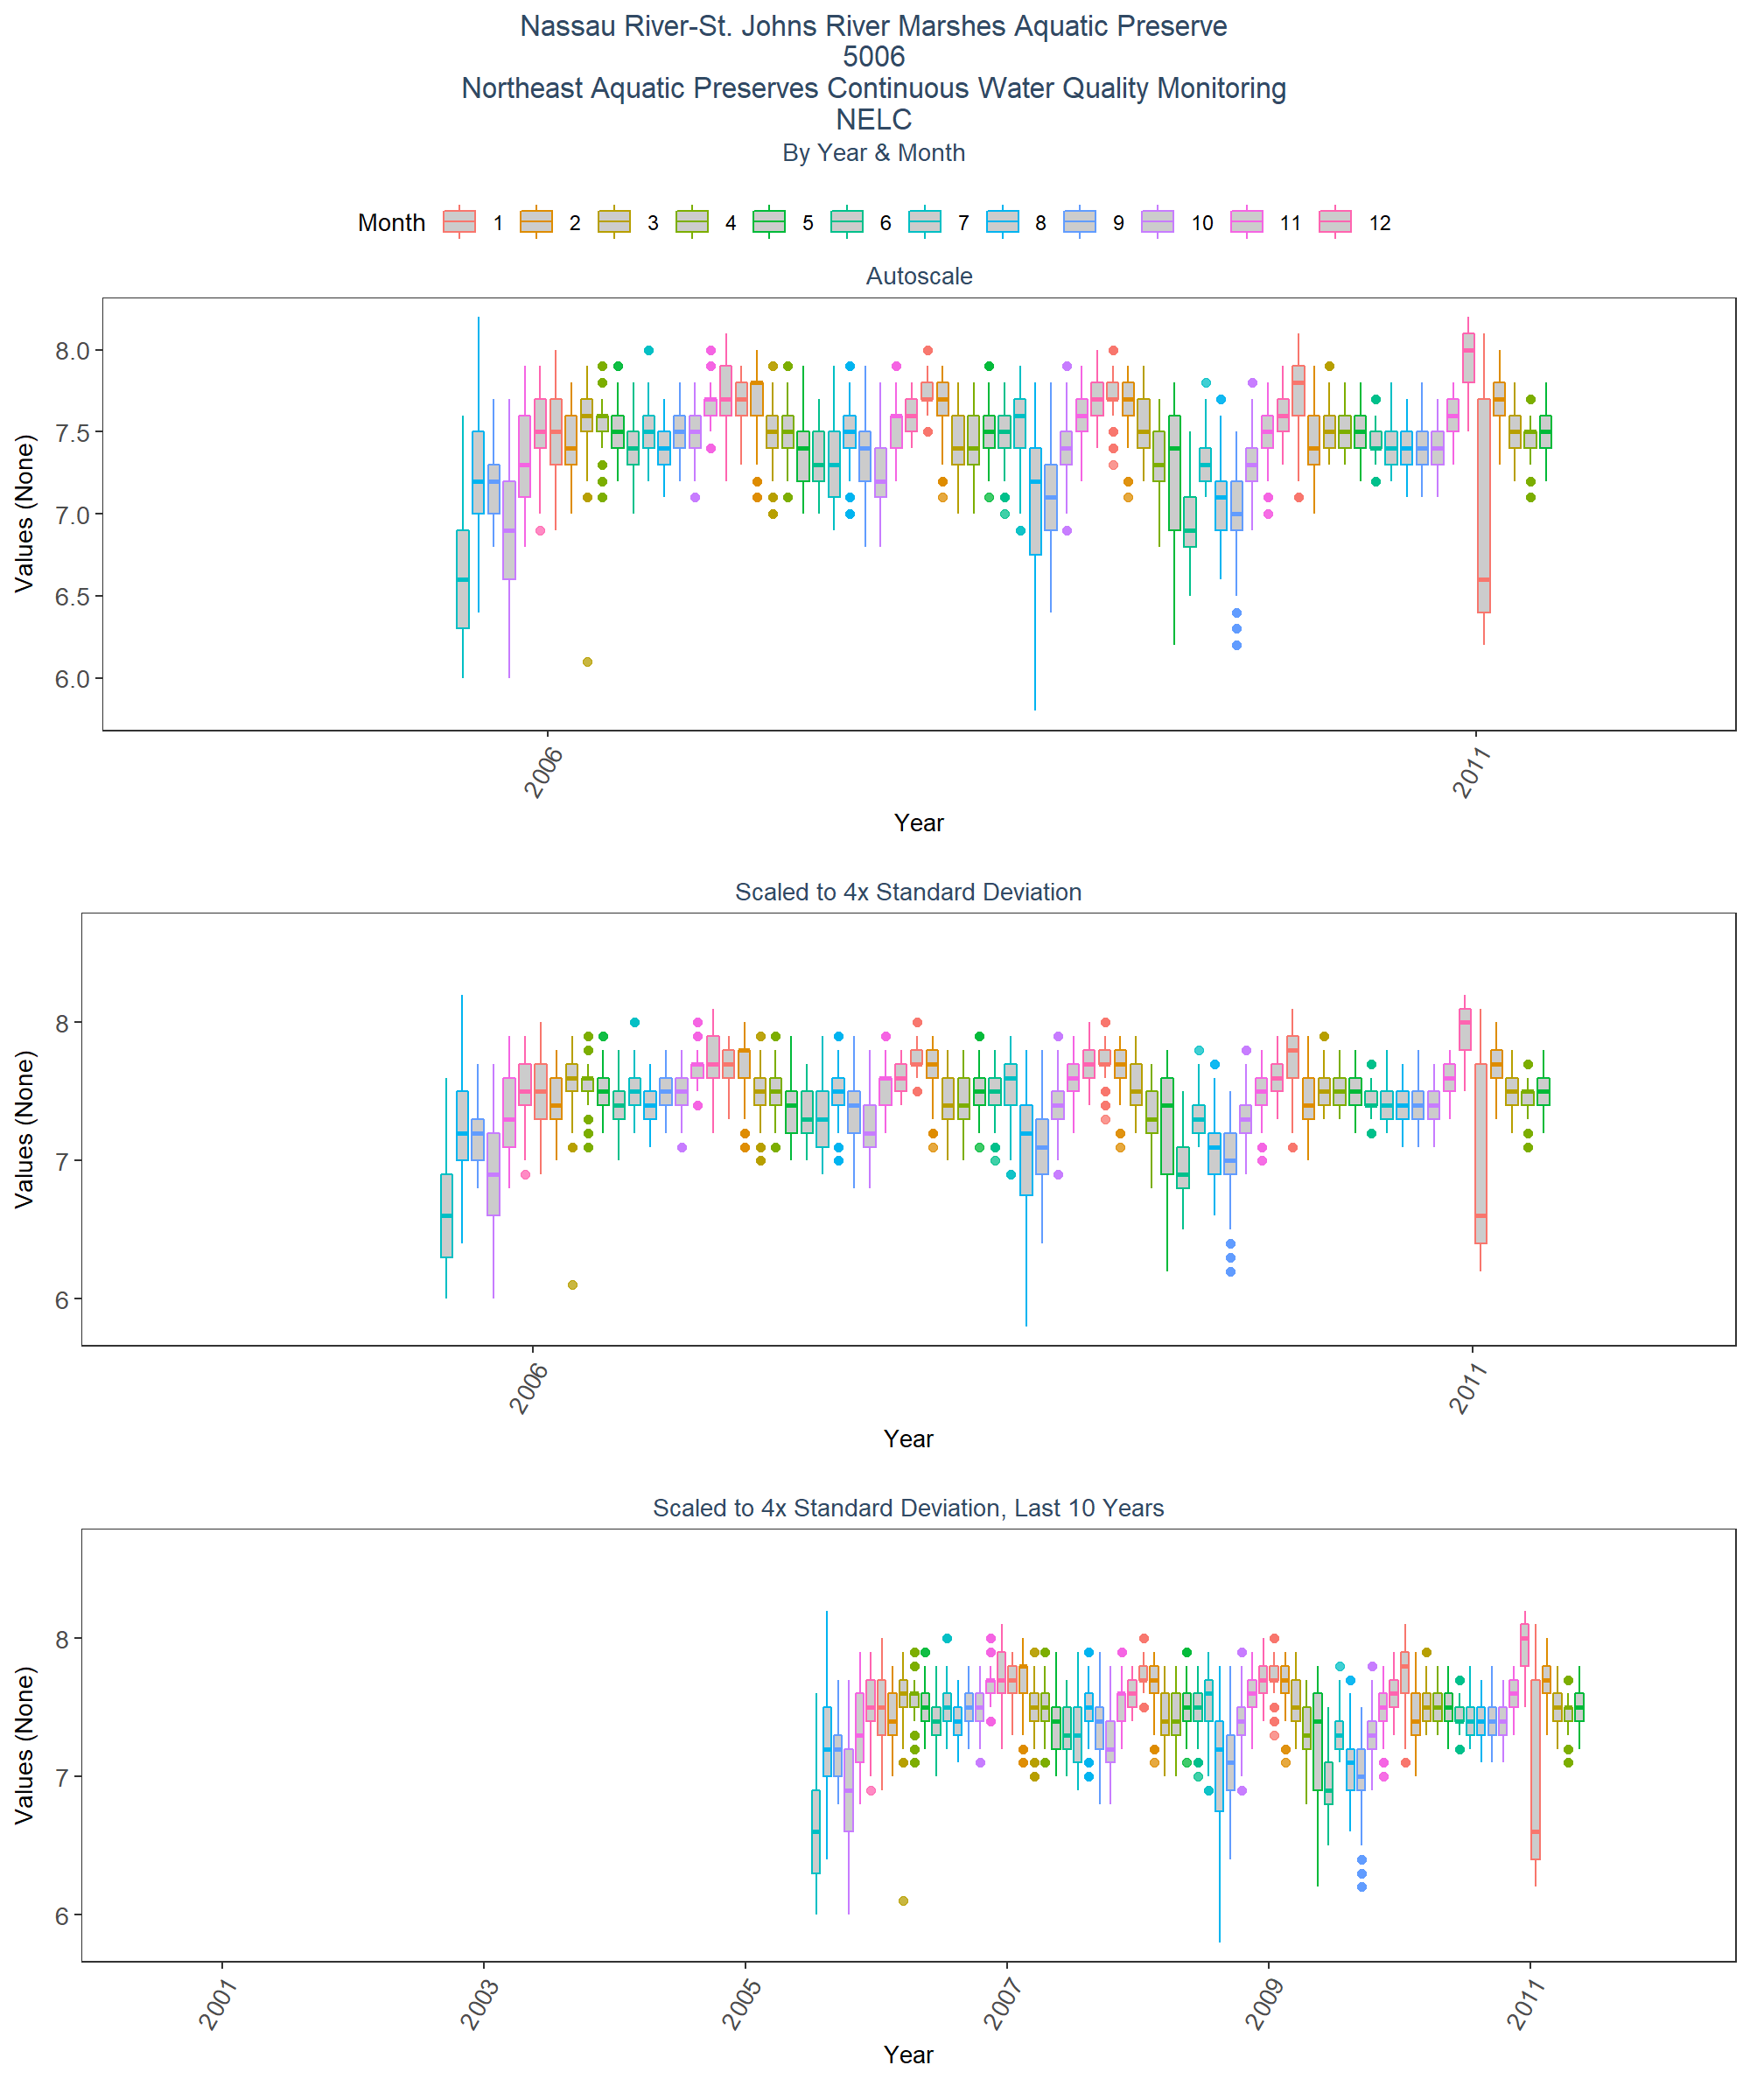 Nassau River-St. Johns River Marshes Aquatic Preserve
5006
Northeast Aquatic Preserves Continuous Water Quality Monitoring
NELC
By Year & Month
Month 1 2 3 4 5 6 7 8 9 10 11 12
Autoscale
Values (None)
8.0
7.5
7.0
6.5
6.0
2006 2011
Year
Scaled to 4x Standard Deviation
Values (None)
8
7
6
2006 2011
Year
Scaled to 4x Standard Deviation, Last 10 Years
Values (None)
8
7
6
2001 2003 2005 2007 2009 2011
Year